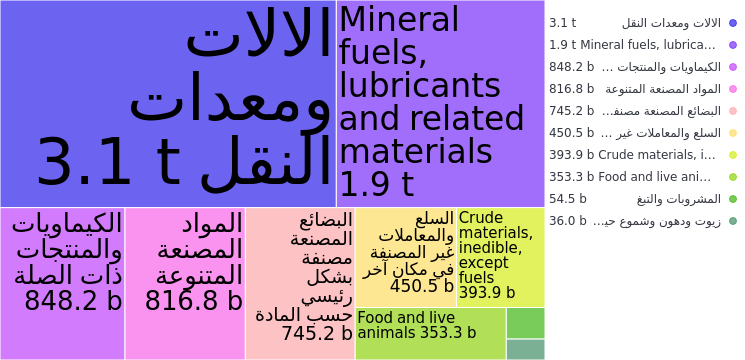 الالات
ومعدات
النقل 3.1 t
Mineral
fuels,
lubricants
and related
materials
1.9 t
الكيماويات
والمنتجات
ذات الصلة
848.2 b
المواد
المصنعة
المتنوعة
816.8 b
البضائع
المصنعة
مصنفة
بشكل
رئيسي
حسب المادة
745.2 b
السلع
والمعاملات
غير المصنفة
في مكان آخر
450.5 b
Crude
materials,
inedible,
except
fuels
393.9 b
Food and live
animals 353.3 b
الالات ومعدات النقل 3.1 t
1.9 t Mineral fuels, lubrica...
الكيماويات والمنتجات ... 848.2 b
المواد المصنعة المتنوعة 816.8 b
البضائع المصنعة مصنف... 745.2 b
السلع والمعاملات غير ... 450.5 b
393.9 b Crude materials, i...
353.3 b Food and live ani...
المشروبات والتبغ 54.5 b
زيوت ودهون وشموع حي... 36.0 b